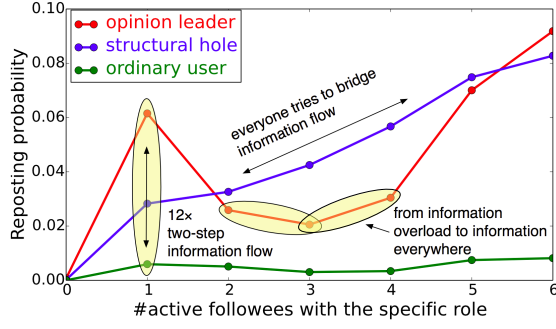 0.10
opinion leader
structural hole
ordinary user
0.08
0.06
0.04
0.02
0.00
Reposting probability
everyone tries to bridge
information flow
12×
two-step
information flow
from information
overload to information
everywhere
0 1 2 3 4 5 6
#active followees with the specific role